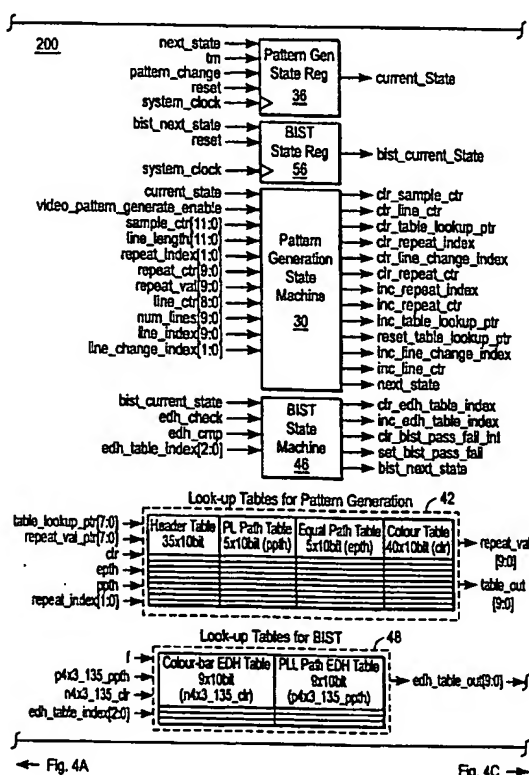 200
next_state
trn
pattern_change
reset
system_clock
Pattern Gen
State Reg
36
current_State
bist_next_state
reset
system_clock
BIST
State Reg
56
bist_current_State
current_state
video_pattern_generate_enable
sample_ctr[11:0]
line_length[11:0]
repeat_index[1:0]
repeat_ctr[9:0]
repeat_val[9:0]
line_ctr[8:0]
num_lines[9:0]
line_index[9:0]
line_change_index[1:0]
Pattern
Generation
State
Machine
30
clr_sample_ctr
clr_line_ctr
clr_table_lookup_ptr
clr_repeat_index
clr_line_change_index
clr_repeat_ctr
inc_repeat_index
inc_repeat_ctr
inc_table_lookup_ptr
reset_table_lookup_ptr
inc_line_change_index
inc_line_ctr
next_state
bist_current_state
edh_check
edh_cmp
edh_table_index[2:0]
BIST
State
Machine
46
clr_edh_table_index
inc_edh_table_index
clr_bist_pass_fail_int
set_bist_pass_fail
bist_next_state
Look-up Tables for Pattern Generation
42
table_lookup_ptr[7:0]
repeat_val_ptr[7:0]
clr
epth
ppth
repeat_index[1:0]
Header Table
35x10bit
PL Path Table
5x10bit (ppth)
Equal Path Table
5x10bit (epth)
Colour Table
40x10bit (clr)
repeat_val
[9:0]
table_out
[9:0]
Look-up Tables for BIST
48
f
p4x3_135_ppth
n4x3_135_clr
edh_table_index[2:0]
Colour-bar EDH Table
9x10bit
(n4x3_135_clr)
PLL Path EDH Table
9x10bit
(p4x3_135_ppth)
edh_table_out[9:0]
← Fig. 4A
Fig. 4C →